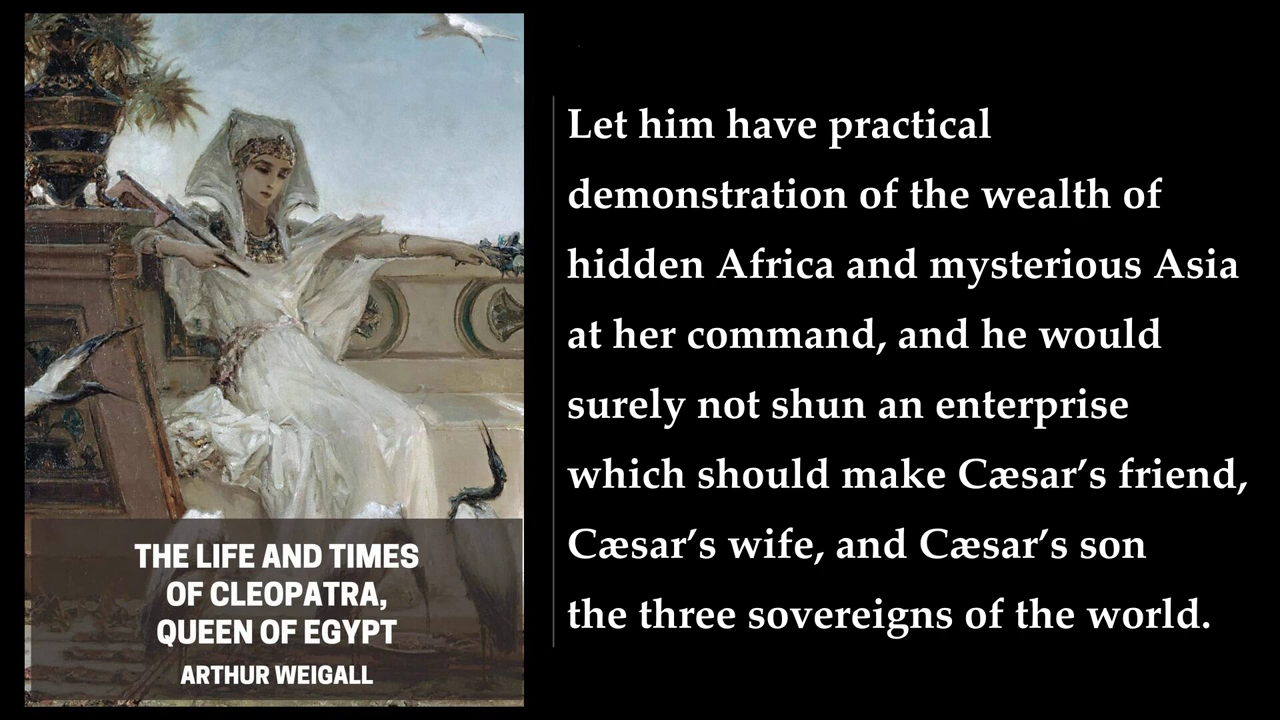 THE LIFE AND TIMES
OF CLEOPATRA,
QUEEN OF EGYPT
ARTHUR WEIGALL
Let him have practical
demonstration of the wealth of
hidden Africa and mysterious Asia
at her command, and he would
surely not shun an enterprise
which should make Cæsar’s friend,
Cæsar’s wife, and Cæsar’s son
the three sovereigns of the world.